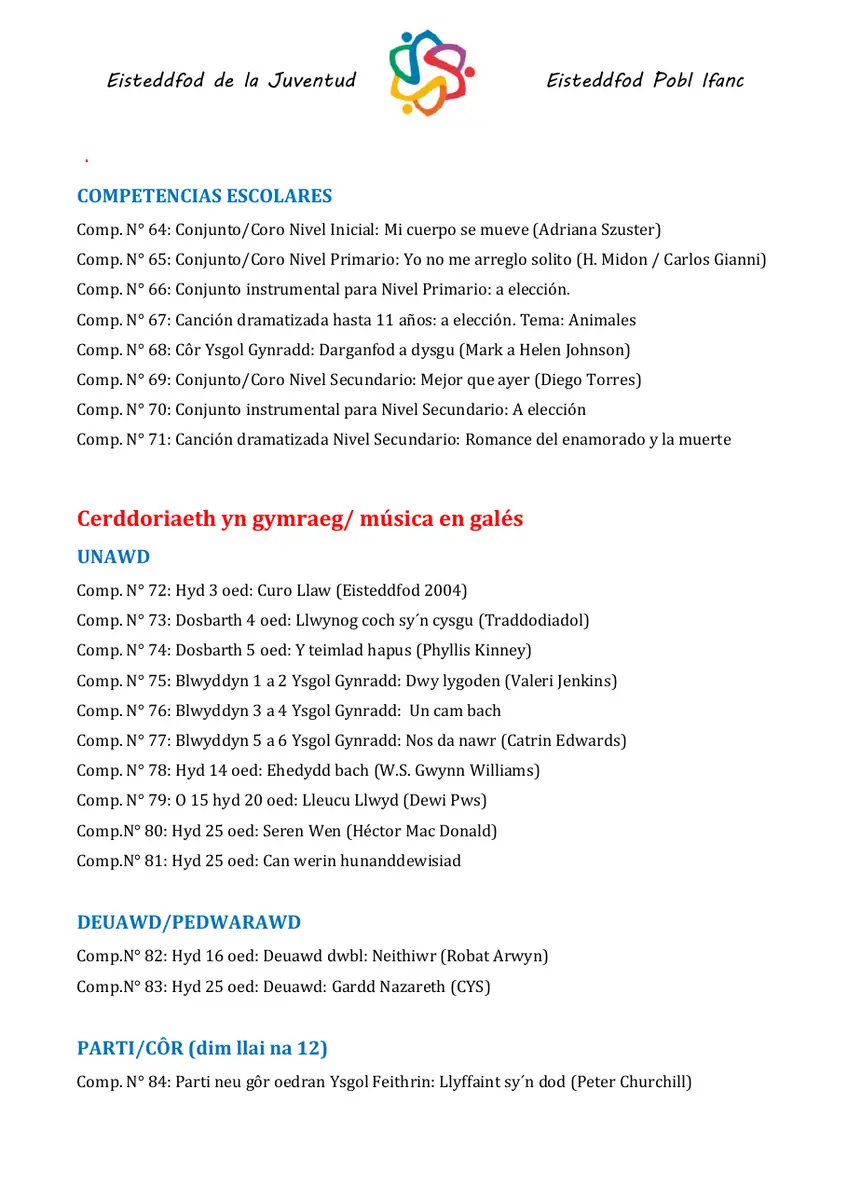 Eisteddfod de la Juventud
Eisteddfod Pobl Ifanc
.
COMPETENCIAS ESCOLARES
Comp. N° 64: Conjunto/Coro Nivel Inicial: Mi cuerpo se mueve (Adriana Szuster)
Comp. N° 65: Conjunto/Coro Nivel Primario: Yo no me arreglo solito (H. Midon / Carlos Gianni)
Comp. N° 66: Conjunto instrumental para Nivel Primario: a elección.
Comp. N° 67: Canción dramatizada hasta 11 años: a elección. Tema: Animales
Comp. N° 68: Côr Ysgol Gynradd: Darganfod a dysgu (Mark a Helen Johnson)
Comp. N° 69: Conjunto/Coro Nivel Secundario: Mejor que ayer (Diego Torres)
Comp. N° 70: Conjunto instrumental para Nivel Secundario: A elección
Comp. N° 71: Canción dramatizada Nivel Secundario: Romance del enamorado y la muerte
Cerddoriaeth yn gymraeg/ música en galés
UNAWD
Comp. N° 72: Hyd 3 oed: Curo Llaw (Eisteddfod 2004)
Comp. N° 73: Dosbarth 4 oed: Llwynog coch sy´n cysgu (Traddodiadol)
Comp. N° 74: Dosbarth 5 oed: Y teimlad hapus (Phyllis Kinney)
Comp. N° 75: Blwyddyn 1 a 2 Ysgol Gynradd: Dwy lygoden (Valeri Jenkins)
Comp. N° 76: Blwyddyn 3 a 4 Ysgol Gynradd:  Un cam bach
Comp. N° 77: Blwyddyn 5 a 6 Ysgol Gynradd: Nos da nawr (Catrin Edwards)
Comp. N° 78: Hyd 14 oed: Ehedydd bach (W.S. Gwynn Williams)
Comp. N° 79: O 15 hyd 20 oed: Lleucu Llwyd (Dewi Pws)
Comp.N° 80: Hyd 25 oed: Seren Wen (Héctor Mac Donald)
Comp.N° 81: Hyd 25 oed: Can werin hunanddewisiad
DEUAWD/PEDWARAWD
Comp.N° 82: Hyd 16 oed: Deuawd dwbl: Neithiwr (Robat Arwyn)
Comp.N° 83: Hyd 25 oed: Deuawd: Gardd Nazareth (CYS)
PARTI/CÔR (dim llai na 12)
Comp. N° 84: Parti neu gôr oedran Ysgol Feithrin: Llyffaint sy´n dod (Peter Churchill)